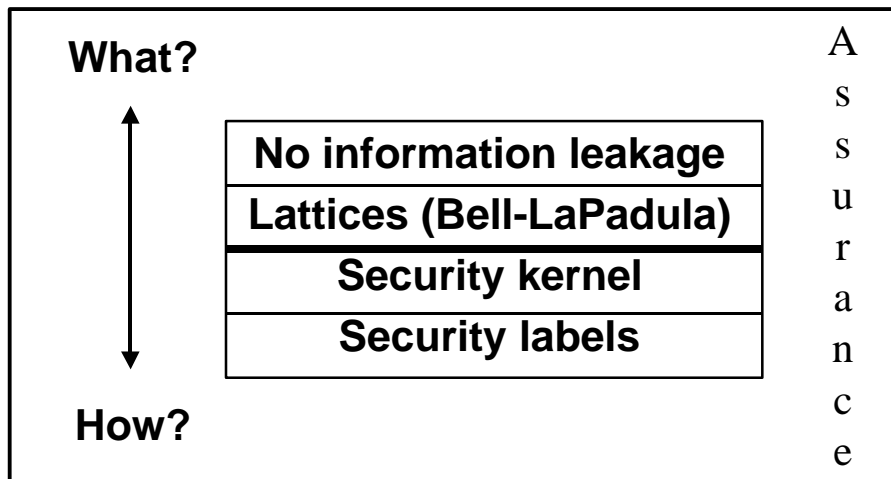 What?
No information leakage
Lattices (Bell-LaPadula)
Security kernel
Security labels
How?
A
s
s
u
r
a
n
c
e